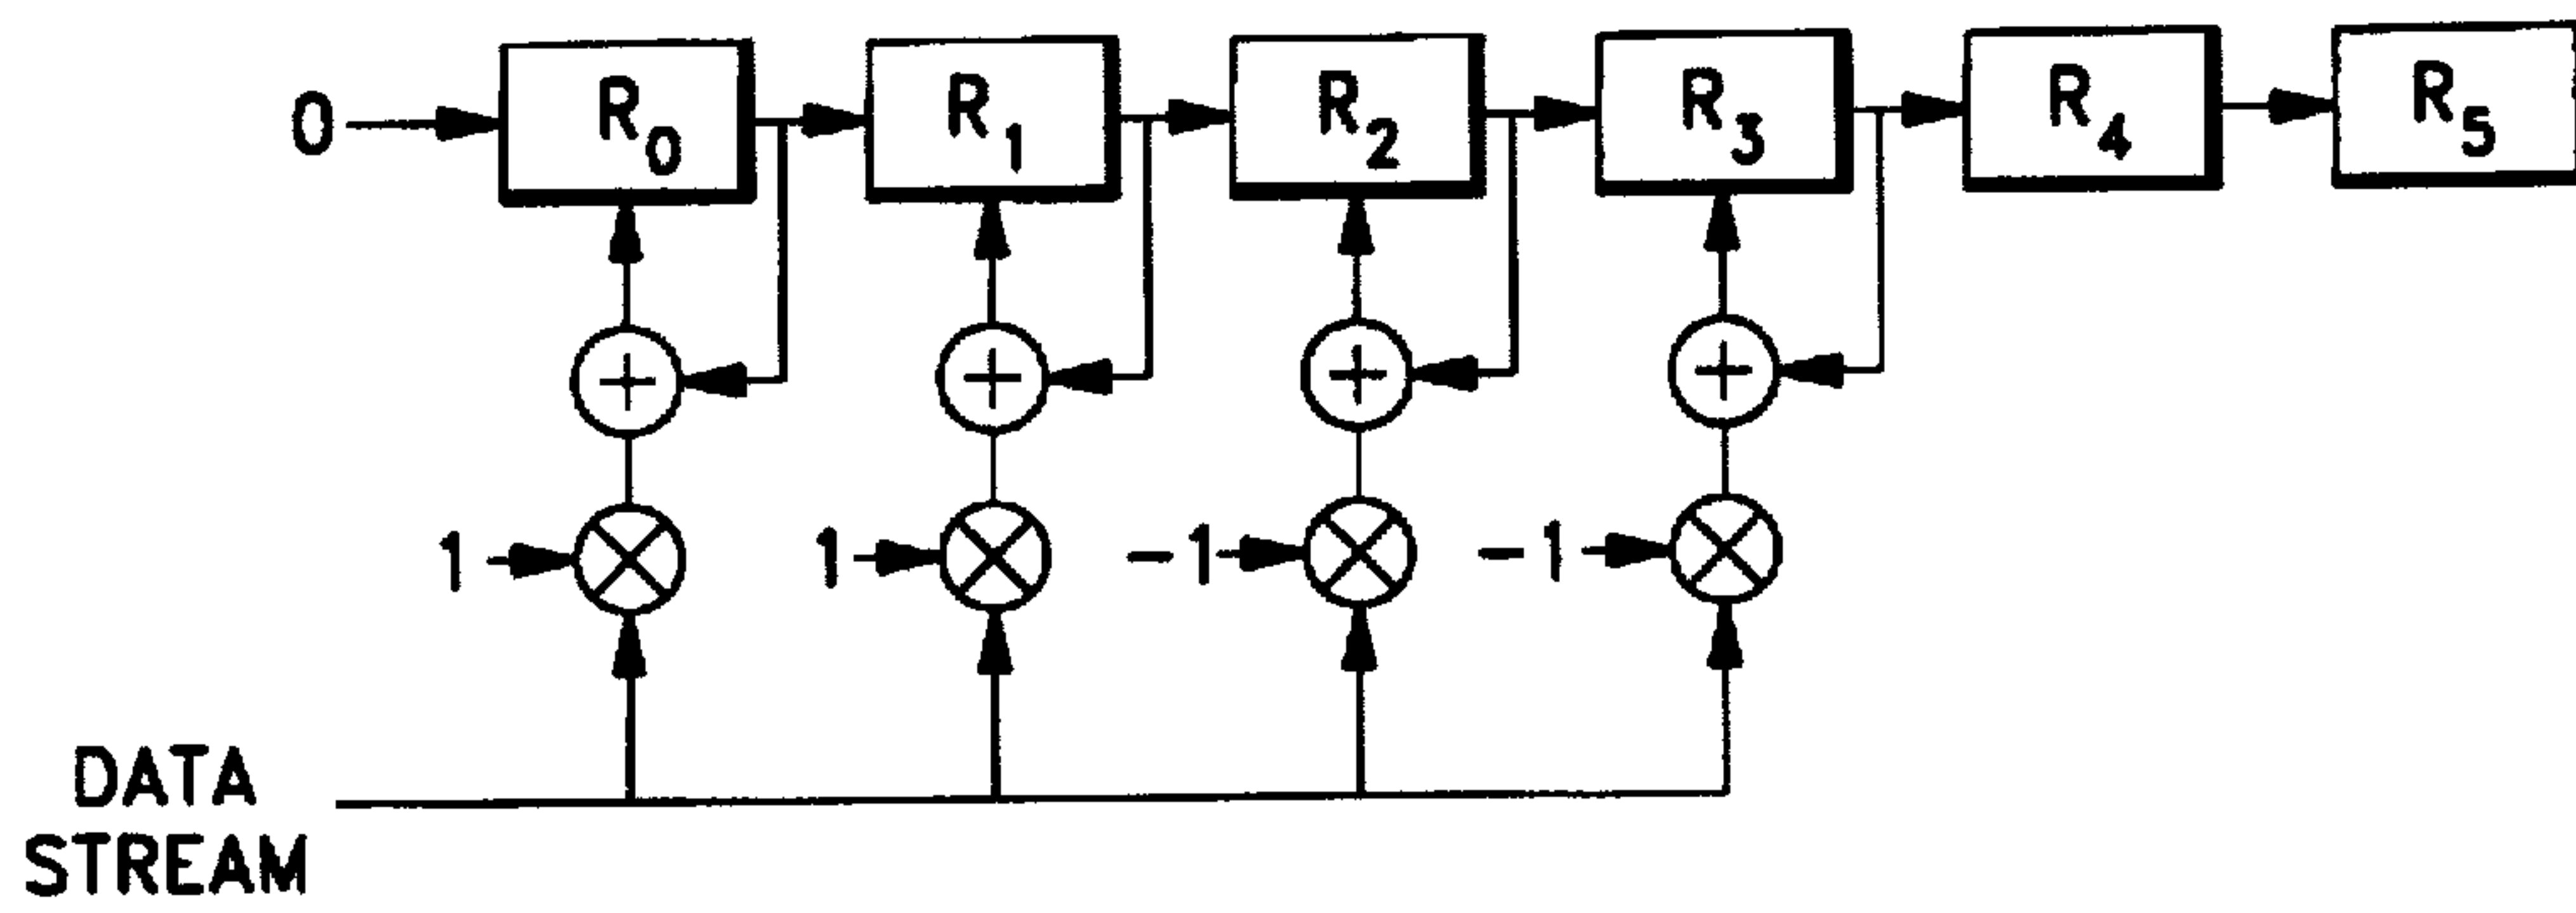 0 R0 R1 R2 R3 R4 R5
+ + + +
1 1 -1 -1
DATA
STREAM